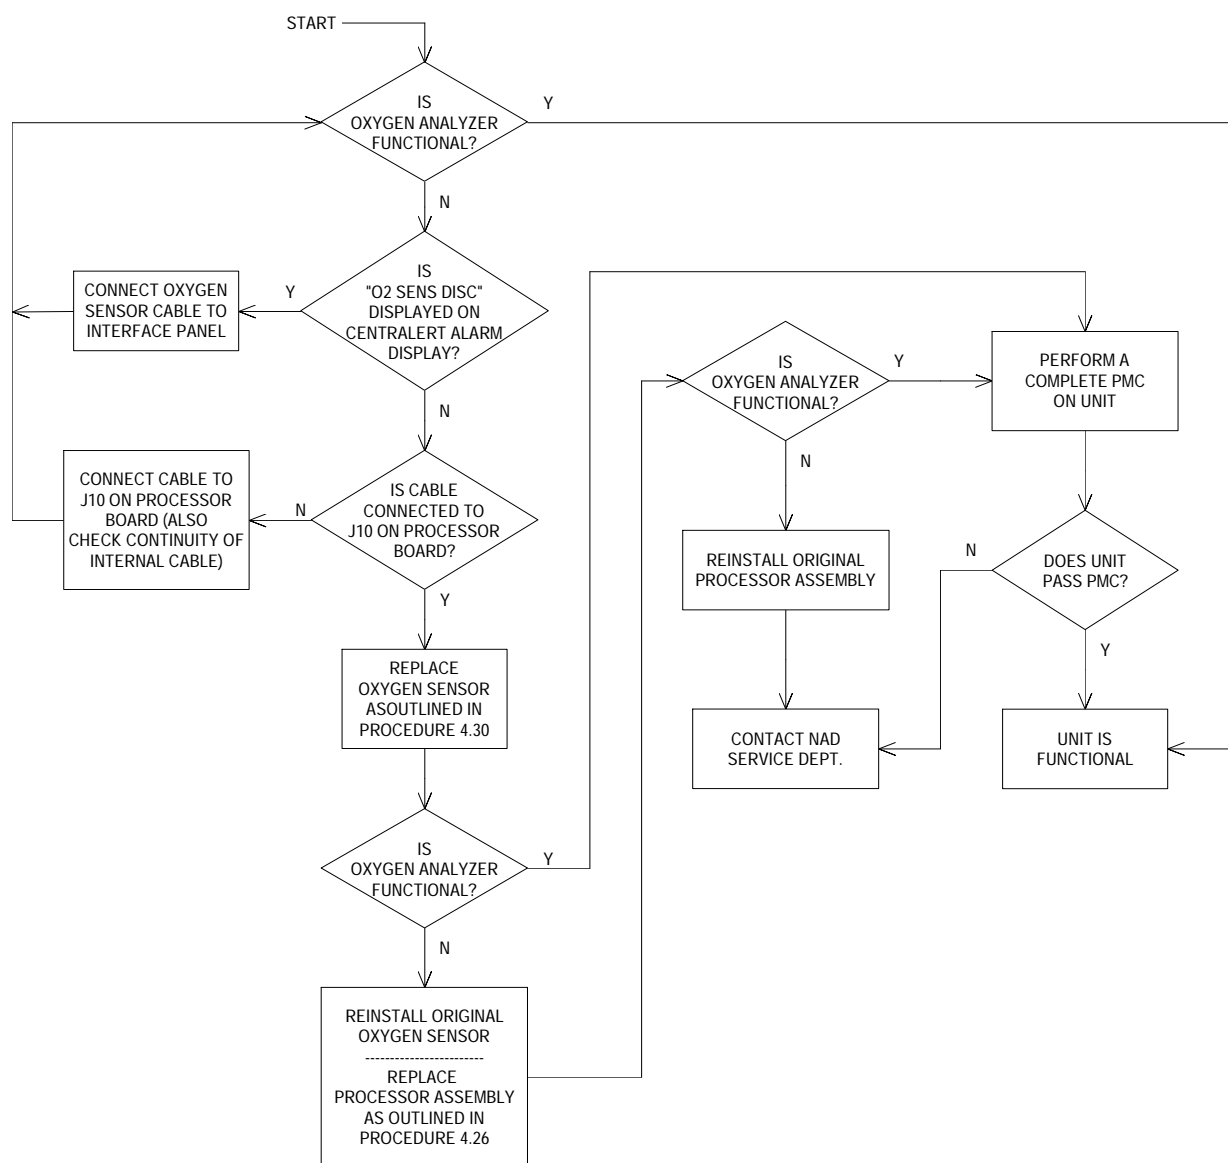 START
IS
OXYGEN ANALYZER
FUNCTIONAL?
Y
N
IS
"O2 SENS DISC"
DISPLAYED ON
CENTRALERT ALARM
DISPLAY?
Y
CONNECT OXYGEN
SENSOR CABLE TO
INTERFACE PANEL
N
IS CABLE
CONNECTED TO
J10 ON PROCESSOR
BOARD?
N
CONNECT CABLE TO
J10 ON PROCESSOR
BOARD (ALSO
CHECK CONTINUITY OF
INTERNAL CABLE)
Y
REPLACE
OXYGEN SENSOR
ASOUTLINED IN
PROCEDURE 4.30
IS
OXYGEN ANALYZER
FUNCTIONAL?
Y
N
REINSTALL ORIGINAL
OXYGEN SENSOR
------------------------
REPLACE
PROCESSOR ASSEMBLY
AS OUTLINED IN
PROCEDURE 4.26
IS
OXYGEN ANALYZER
FUNCTIONAL?
Y
N
REINSTALL ORIGINAL
PROCESSOR ASSEMBLY
CONTACT NAD
SERVICE DEPT.
PERFORM A
COMPLETE PMC
ON UNIT
DOES UNIT
PASS PMC?
N
Y
UNIT IS
FUNCTIONAL